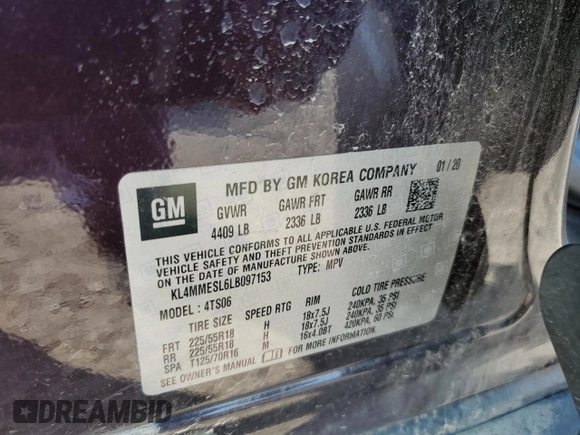 MFD BY GM KOREA COMPANY 01/20
GM
GVWR GAWR FRT GAWR RR
4409 LB 2336 LB 2336 LB
THIS VEHICLE CONFORMS TO ALL APPLICABLE U.S. FEDERAL MOTOR
VEHICLE SAFETY AND THEFT PREVENTION STANDARDS IN EFFECT
ON THE DATE OF MANUFACTURE SHOWN ABOVE.
KL4MMESL6LB097153 TYPE: MPV
MODEL: 4TS06
TIRE SIZE SPEED RTG RIM COLD TIRE PRESSURE
FRT 225/55R18 H 18x7.5J 240KPA, 35 PSI
RR 225/55R18 H 18x7.5J 240KPA, 35 PSI
SPA T125/70R16 M 16x4.0BT 420KPA, 60 PSI
SEE OWNER'S MANUAL FOR ADDITIONAL INFORMATION.
DREAMBID